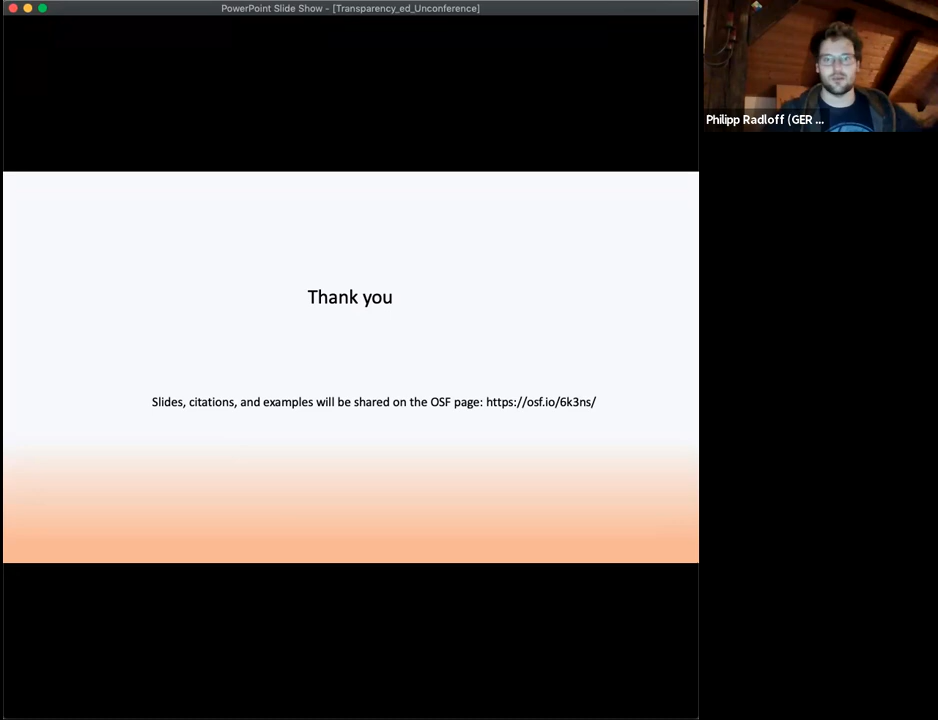 PowerPoint Slide Show - [Transparency_ed_Unconference]
Philipp Radloff (GER ...
Thank you
Slides, citations, and examples will be shared on the OSF page: https://osf.io/6k3ns/